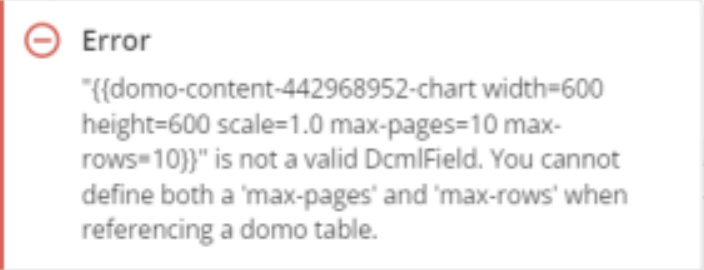 Error
"{{domo-content-442968952-chart width=600
height=600 scale=1.0 max-pages=10 max-
rows=10}}" is not a valid DcmlField. You cannot
define both a 'max-pages' and 'max-rows' when
referencing a domo table.